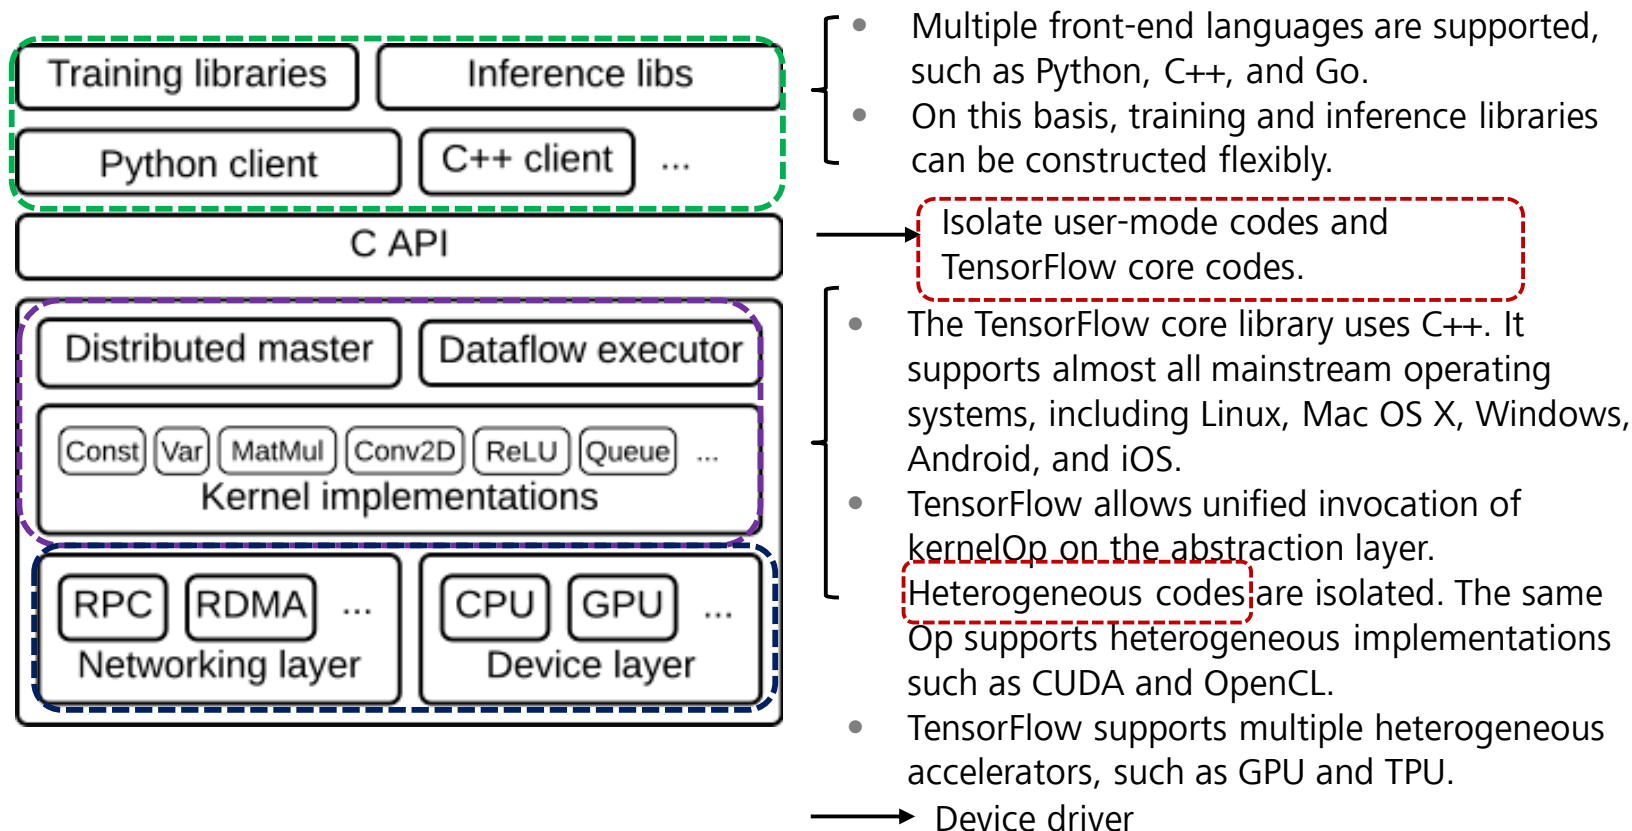 Training libraries
Inference libs
Python client
C++ client
...
C API
Distributed master
Dataflow executor
Const
Var
MatMul
Conv2D
ReLU
Queue
...
Kernel implementations
RPC
RDMA
...
Networking layer
CPU
GPU
...
Device layer
• Multiple front-end languages are supported,
such as Python, C++, and Go.
• On this basis, training and inference libraries
can be constructed flexibly.
Isolate user-mode codes and
TensorFlow core codes.
• The TensorFlow core library uses C++. It
supports almost all mainstream operating
systems, including Linux, Mac OS X, Windows,
Android, and iOS.
• TensorFlow allows unified invocation of
kernelOp on the abstraction layer.
Heterogeneous codes are isolated. The same
Op supports heterogeneous implementations
such as CUDA and OpenCL.
• TensorFlow supports multiple heterogeneous
accelerators, such as GPU and TPU.
Device driver